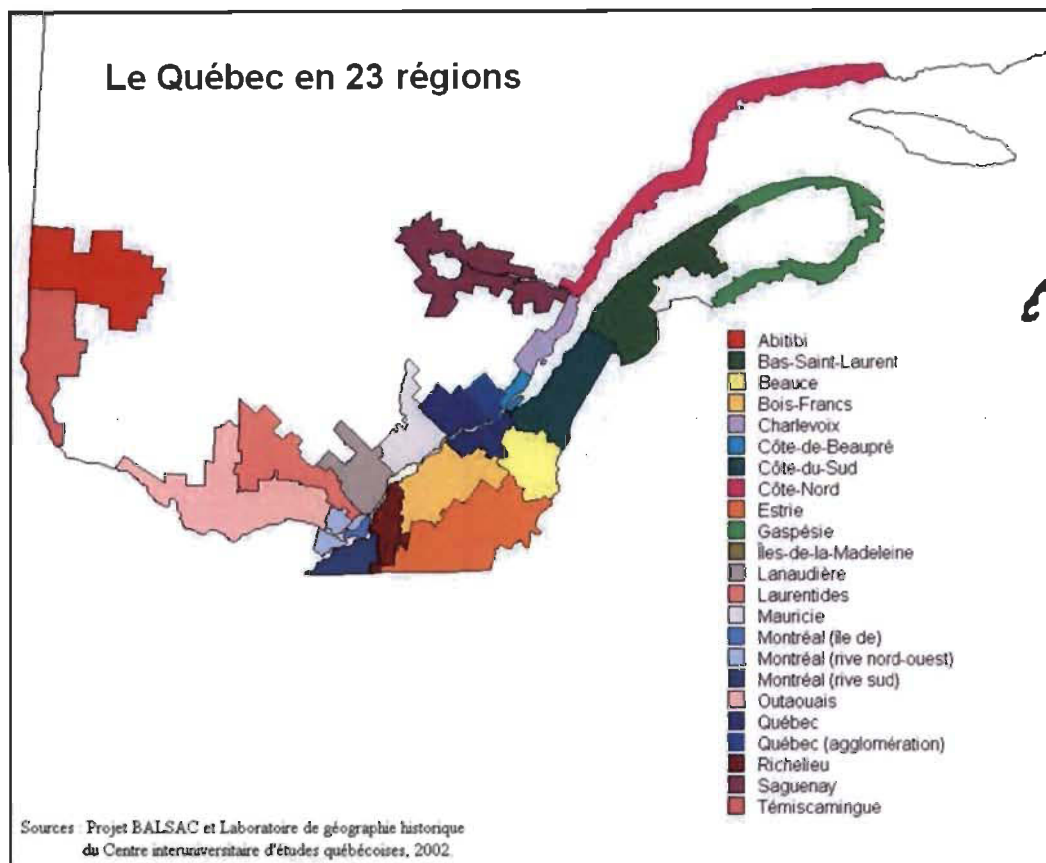 Le Québec en 23 régions
Abitibi
Bas-Saint-Laurent
Beauce
Bois-Francs
Charlevoix
Côte-de-Beaupré
Côte-du-Sud
Côte-Nord
Estrie
Gaspésie
Îles-de-la-Madeleine
Lanaudière
Laurentides
Mauricie
Montréal (île de)
Montréal (rive nord-ouest)
Montréal (rive sud)
Outaouais
Québec
Québec (agglomération)
Richelieu
Saguenay
Témiscamingue
Sources : Projet BALSAC et Laboratoire de géographie historique
du Centre interuniversitaire d'études québécoises, 2002.